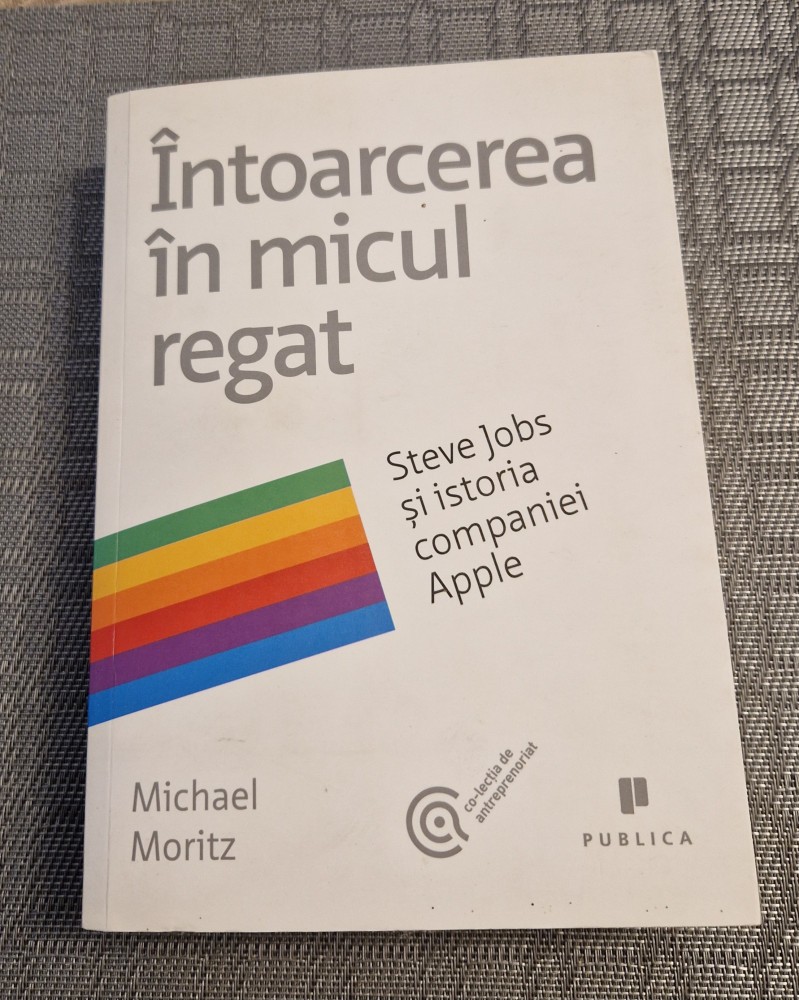 Întoarcerea
în micul
regat
Steve Jobs
și istoria
companiei
Apple
Michael
Moritz
co-lecția de
antreprenoriat
PUBLICA